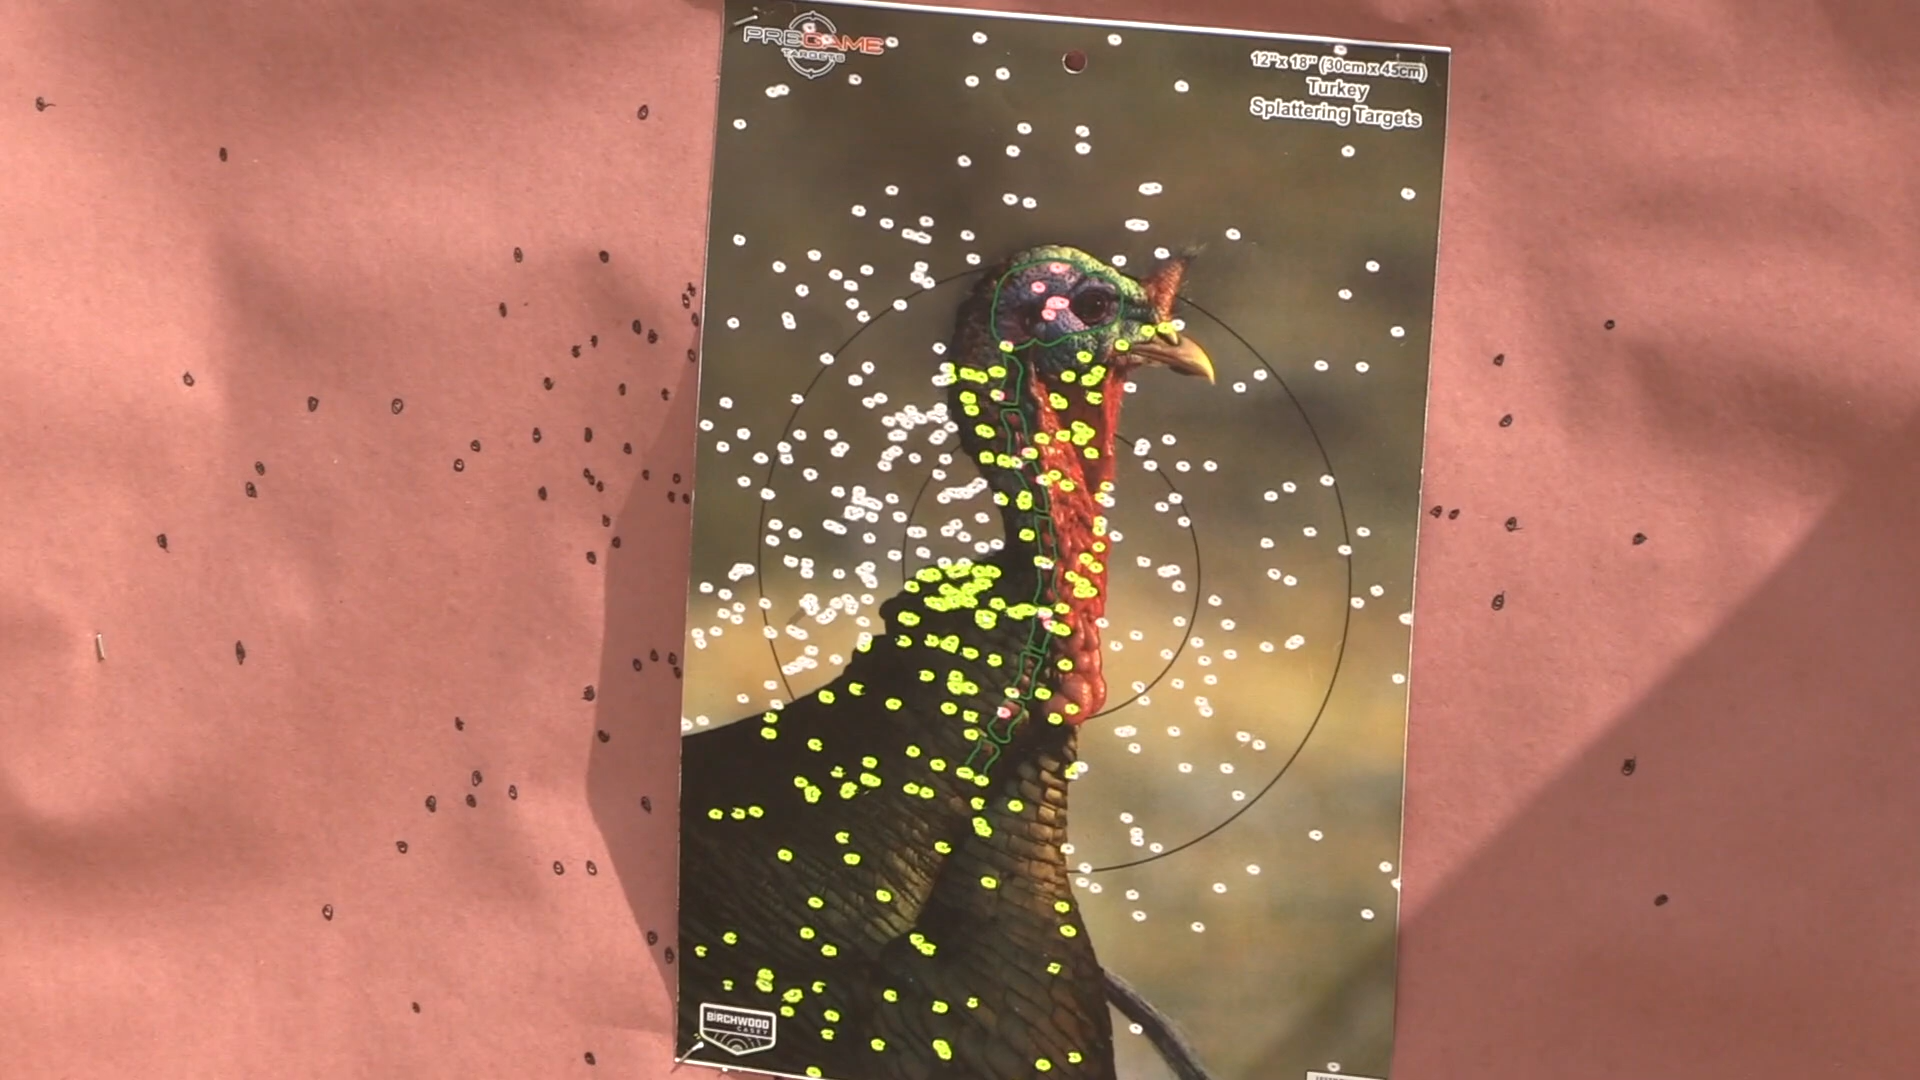 PREGAME
TARGETS
12"x 18" (30cm x 45cm)
Turkey
Splattering Targets
BIRCHWOOD
CASEY